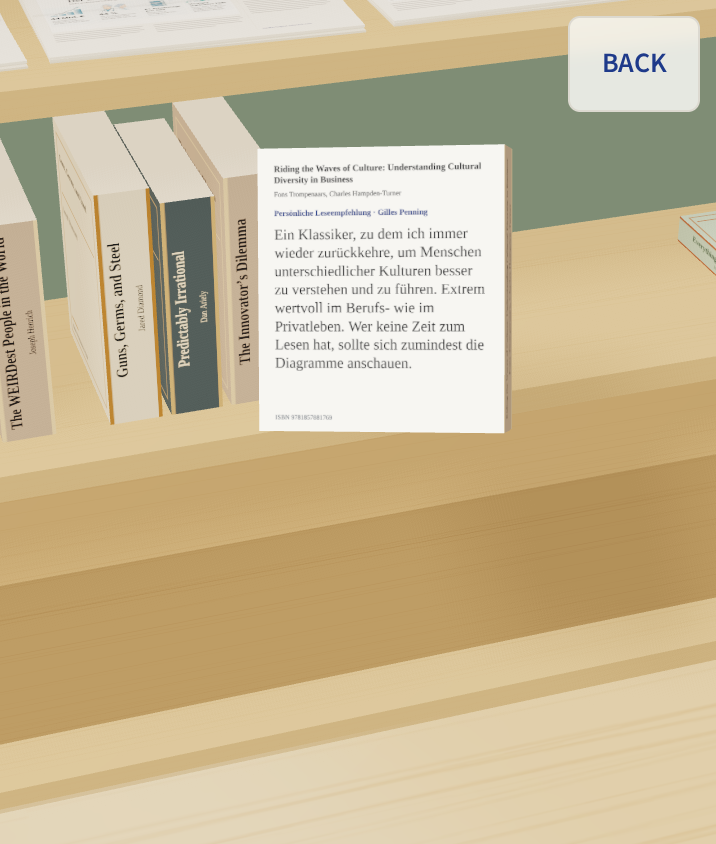 BACK
The WEIRDest People in the World
Joseph Henrich
Guns, Germs, and Steel
Jared Diamond
Predictably Irrational
Dan Ariely
The Innovator's Dilemma
Riding the Waves of Culture: Understanding Cultural
Diversity in Business
Fons Trompenaars, Charles Hampden-Turner
Persönliche Leseempfehlung · Gilles Penning
Ein Klassiker, zu dem ich immer
wieder zurückkehre, um Menschen
unterschiedlicher Kulturen besser
zu verstehen und zu führen. Extrem
wertvoll im Berufs- wie im
Privatleben. Wer keine Zeit zum
Lesen hat, sollte sich zumindest die
Diagramme anschauen.
ISBN 9781857881769